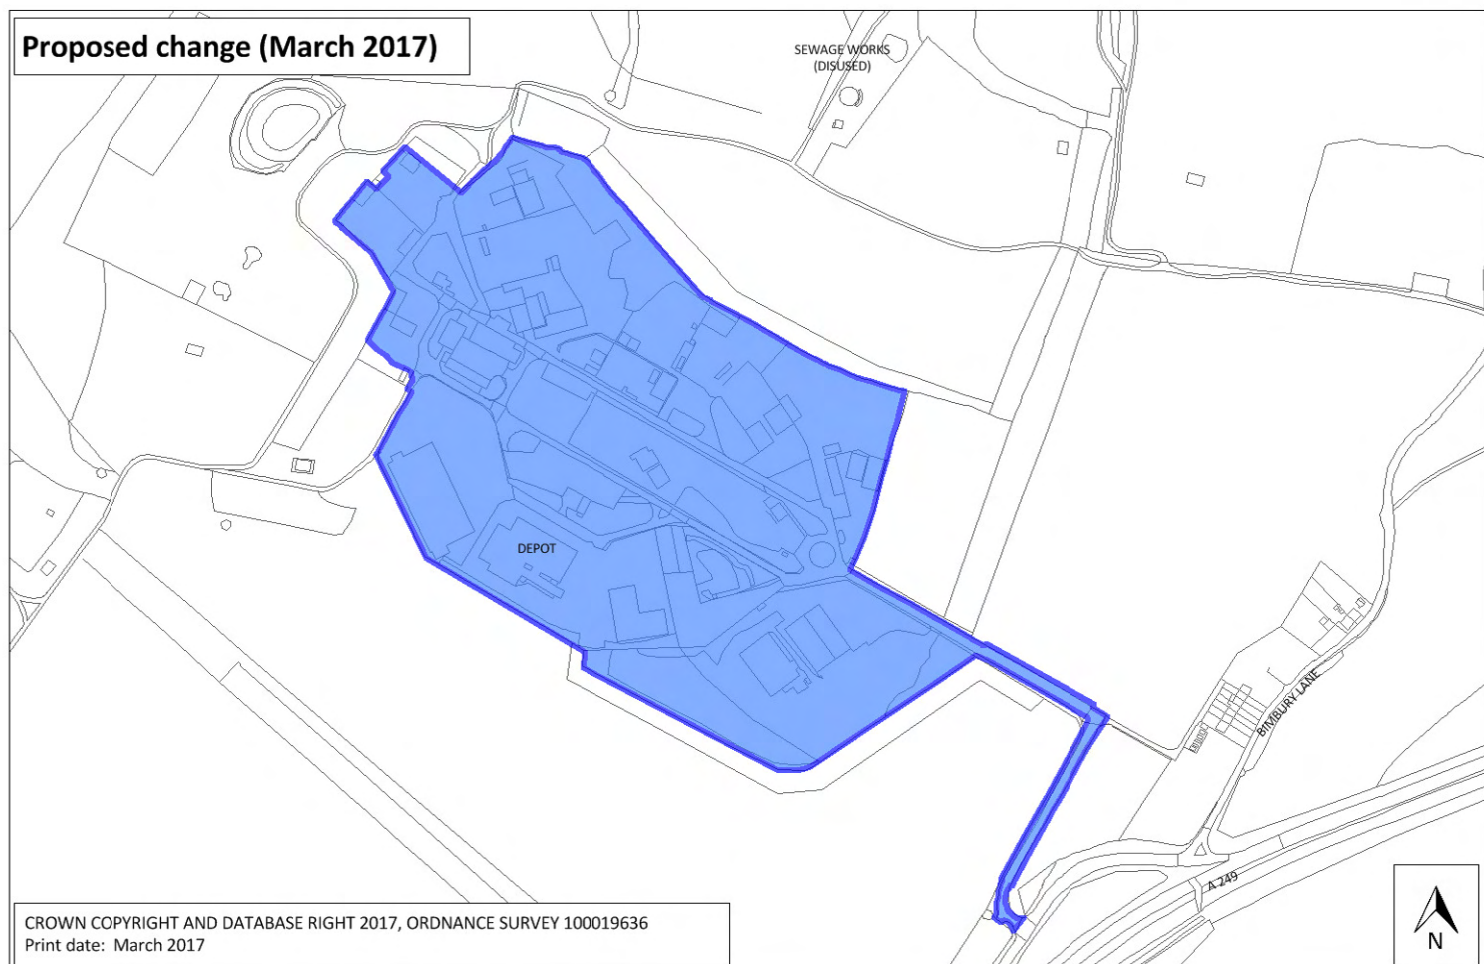 Proposed change (March 2017)
SEWAGE WORKS
(DISUSED)
DEPOT
BIMBURY LANE
A 249
CROWN COPYRIGHT AND DATABASE RIGHT 2017, ORDNANCE SURVEY 100019636
Print date: March 2017
N